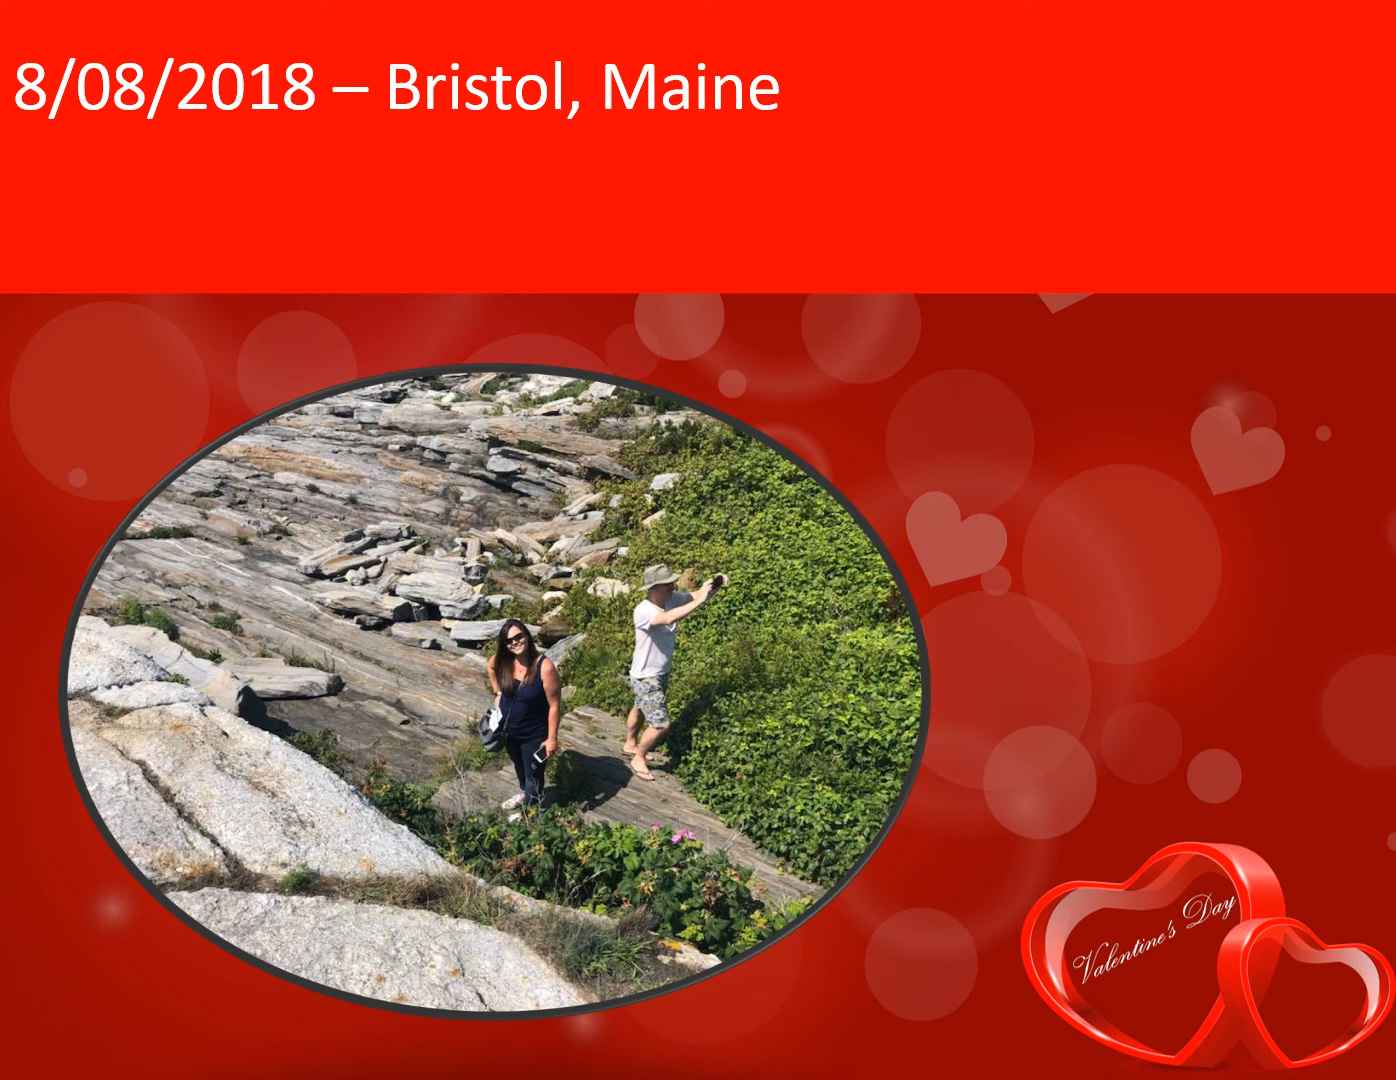 8/08/2018 – Bristol, Maine
Valentine's Day